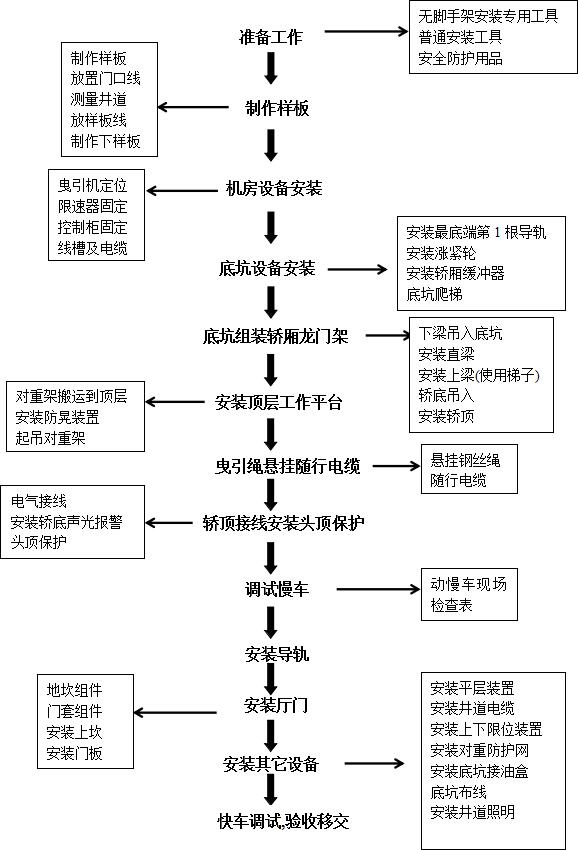 准备工作
无脚手架安装专用工具
普通安装工具
安全防护用品
制作样板
放置门口线
测量井道
放样板线
制作下样板
制作样板
曳引机定位
限速器固定
控制柜固定
线槽及电缆
机房设备安装
底坑设备安装
安装最底端第1根导轨
安装涨紧轮
安装轿厢缓冲器
底坑爬梯
底坑组装轿厢龙门架
下梁吊入底坑
安装直梁
安装上梁(使用梯子)
轿底吊入
安装轿顶
对重架搬运到顶层
安装防晃装置
起吊对重架
安装顶层工作平台
曳引绳悬挂随行电缆
悬挂钢丝绳
随行电缆
电气接线
安装轿底声光报警
头顶保护
轿顶接线安装头顶保护
调试慢车
动慢车现场
检查表
安装导轨
地坎组件
门套组件
安装上坎
安装门板
安装厅门
安装其它设备
安装平层装置
安装井道电缆
安装上下限位装置
安装对重防护网
安装底坑接油盒
底坑布线
安装井道照明
快车调试,验收移交